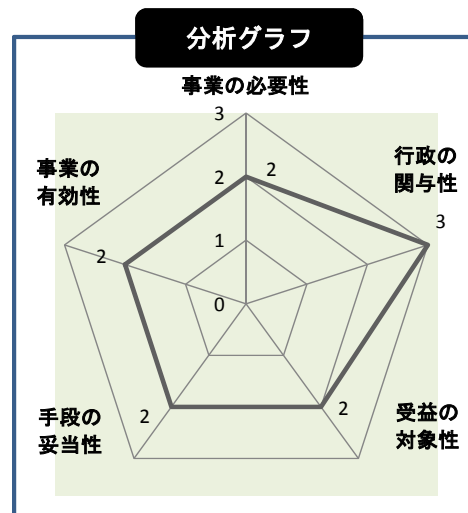 分析グラフ
事業の必要性
3
行政の
関与性
事業の
有効性
2
2
3
2
1
0
2
2
手段の
妥当性
受益の
対象性